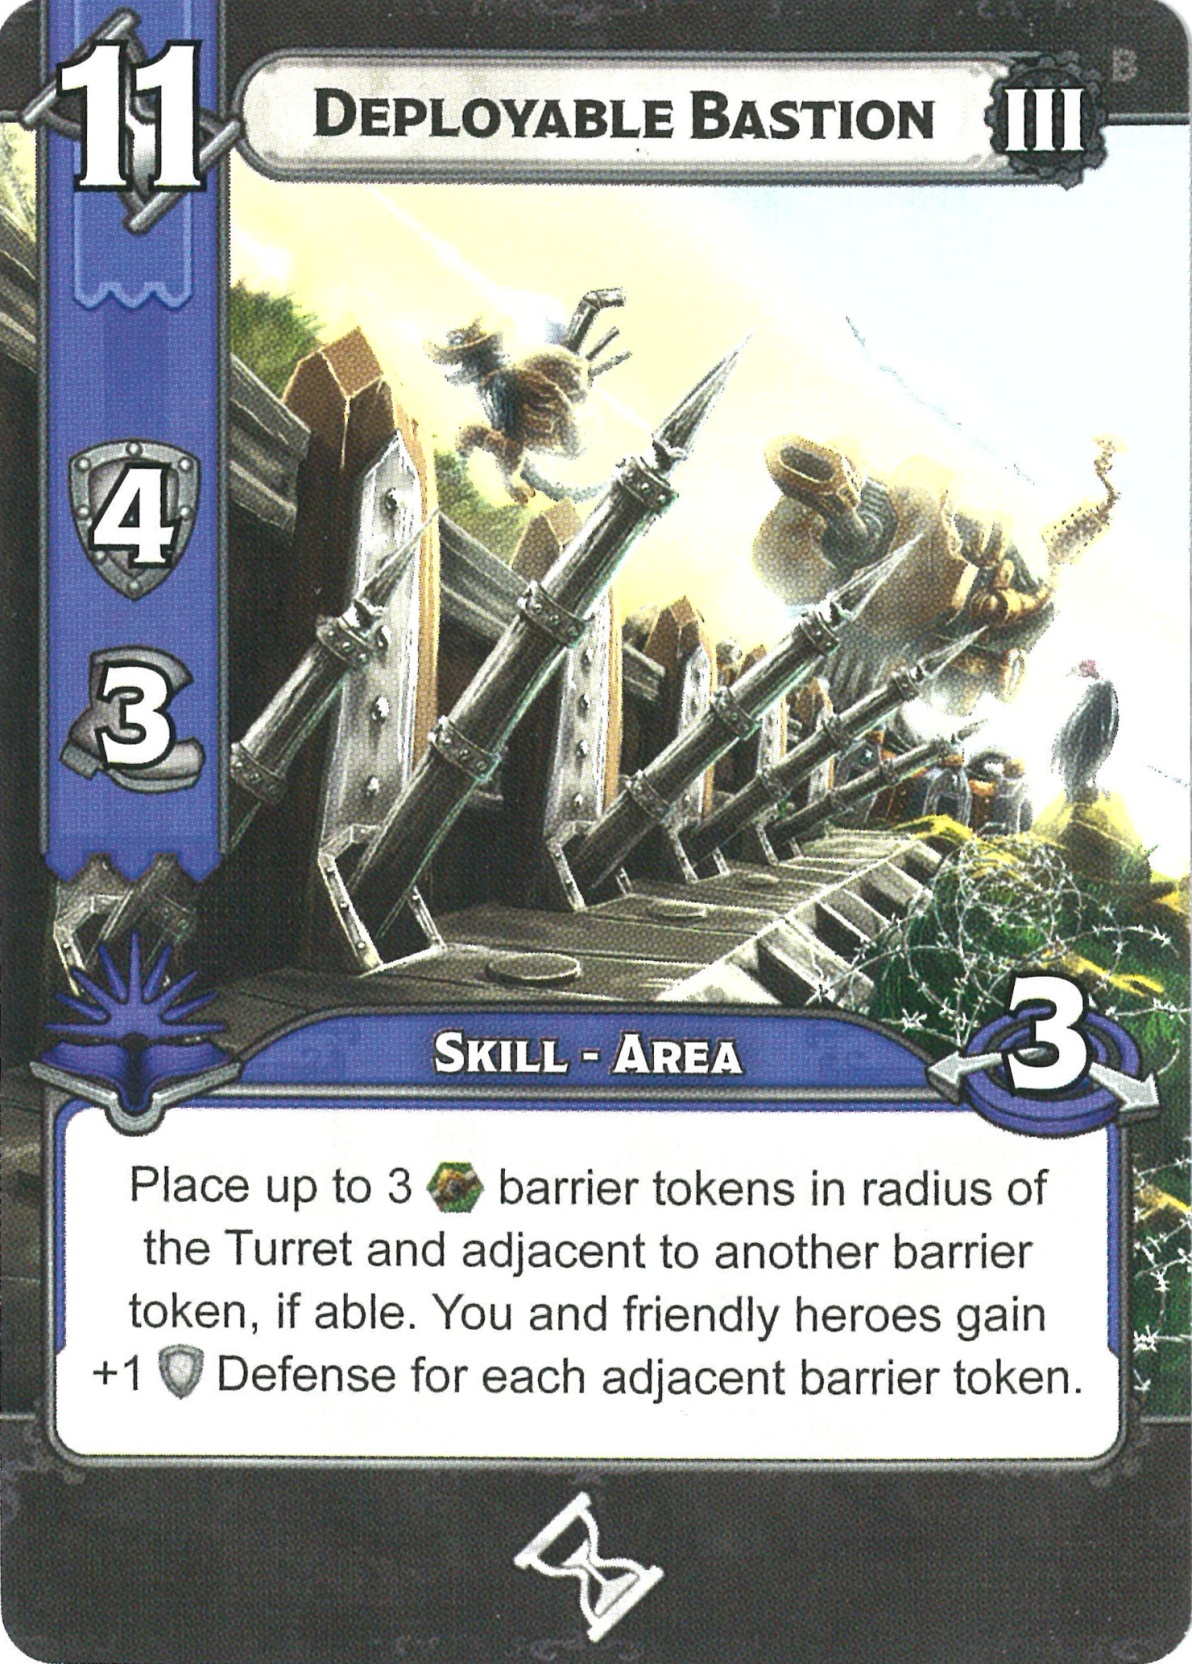 11
DEPLOYABLE BASTION
III
B
4
3
SKILL - AREA
3
Place up to 3 barrier tokens in radius of
the Turret and adjacent to another barrier
token, if able. You and friendly heroes gain
+1 Defense for each adjacent barrier token.